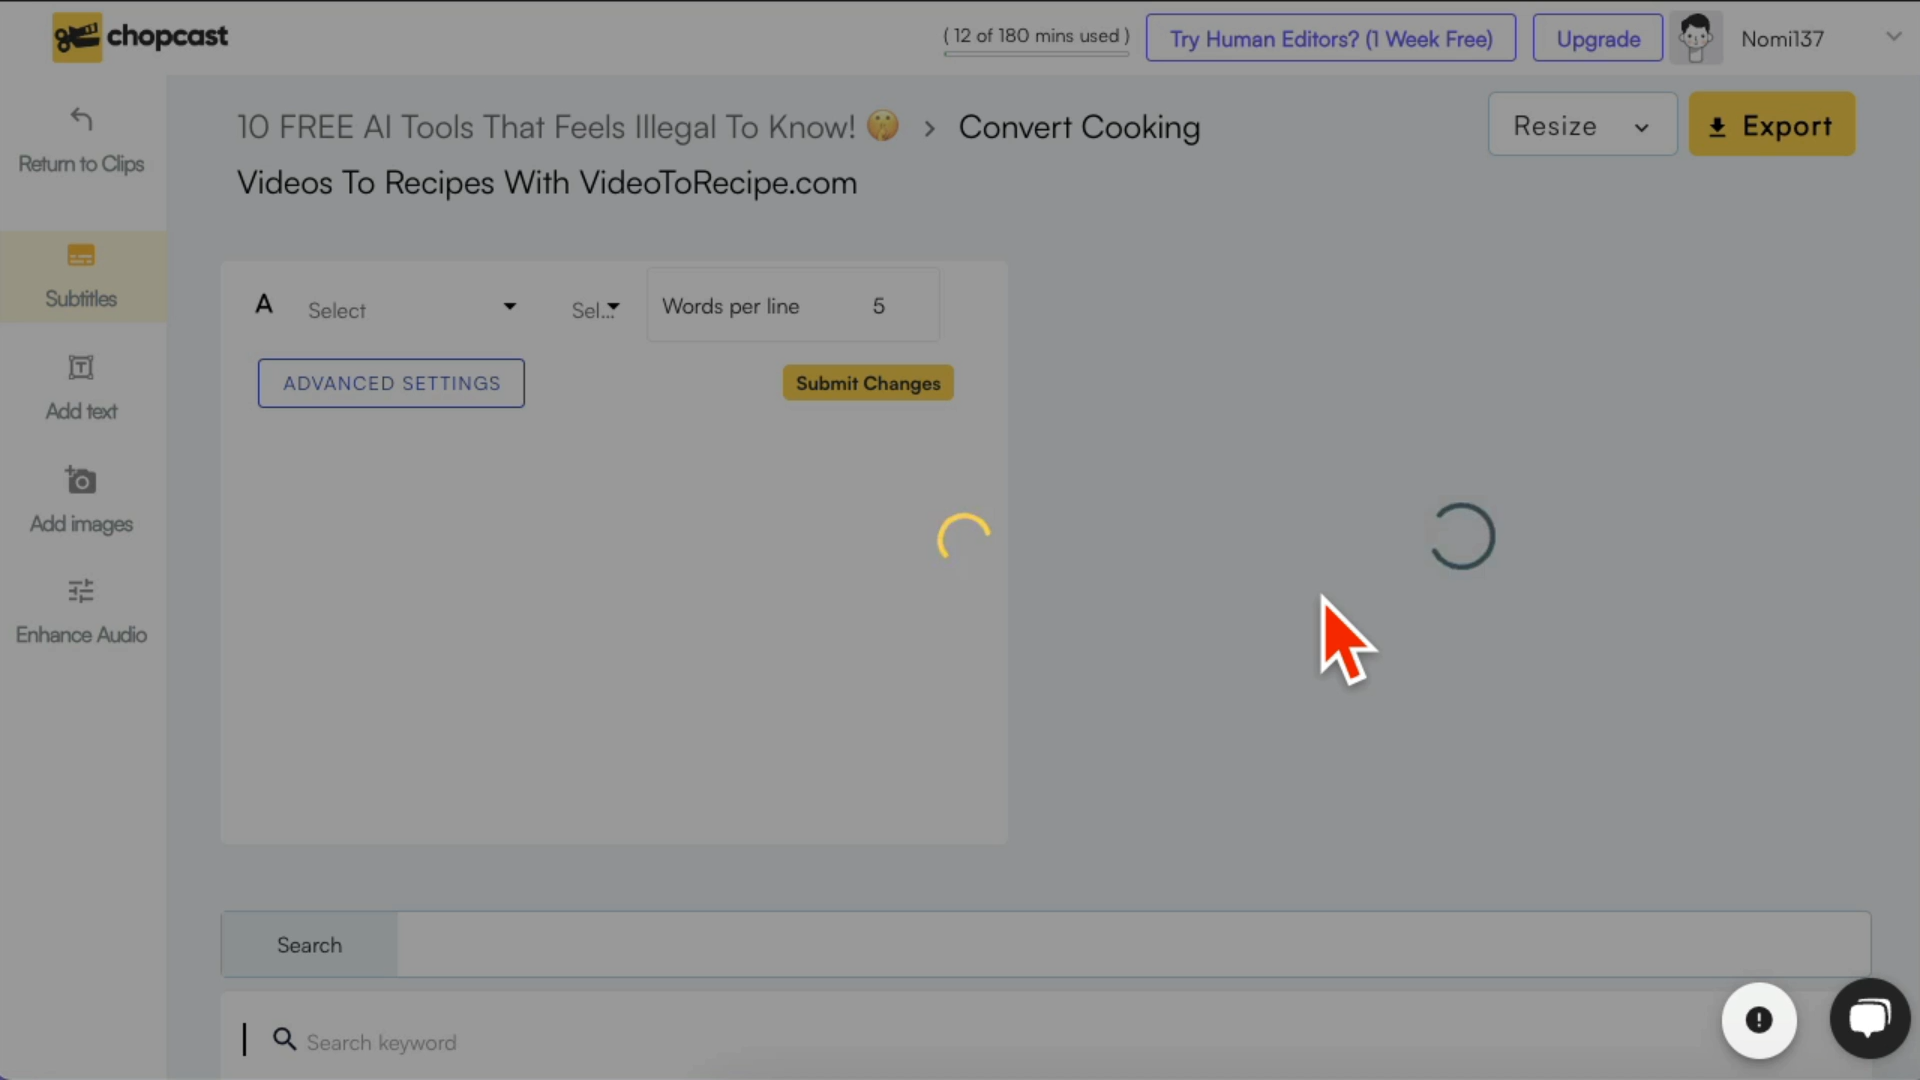 chopcast
( 12 of 180 mins used )
Try Human Editors? (1 Week Free)
Upgrade
Nomi137
Return to Clips
10 FREE AI Tools That Feels Illegal To Know! 🤫 > Convert Cooking
Videos To Recipes With VideoToRecipe.com
Resize
Export
Subtitles
Add text
Add images
Enhance Audio
A
Select
Sel...
Words per line 5
ADVANCED SETTINGS
Submit Changes
Search
Search keyword